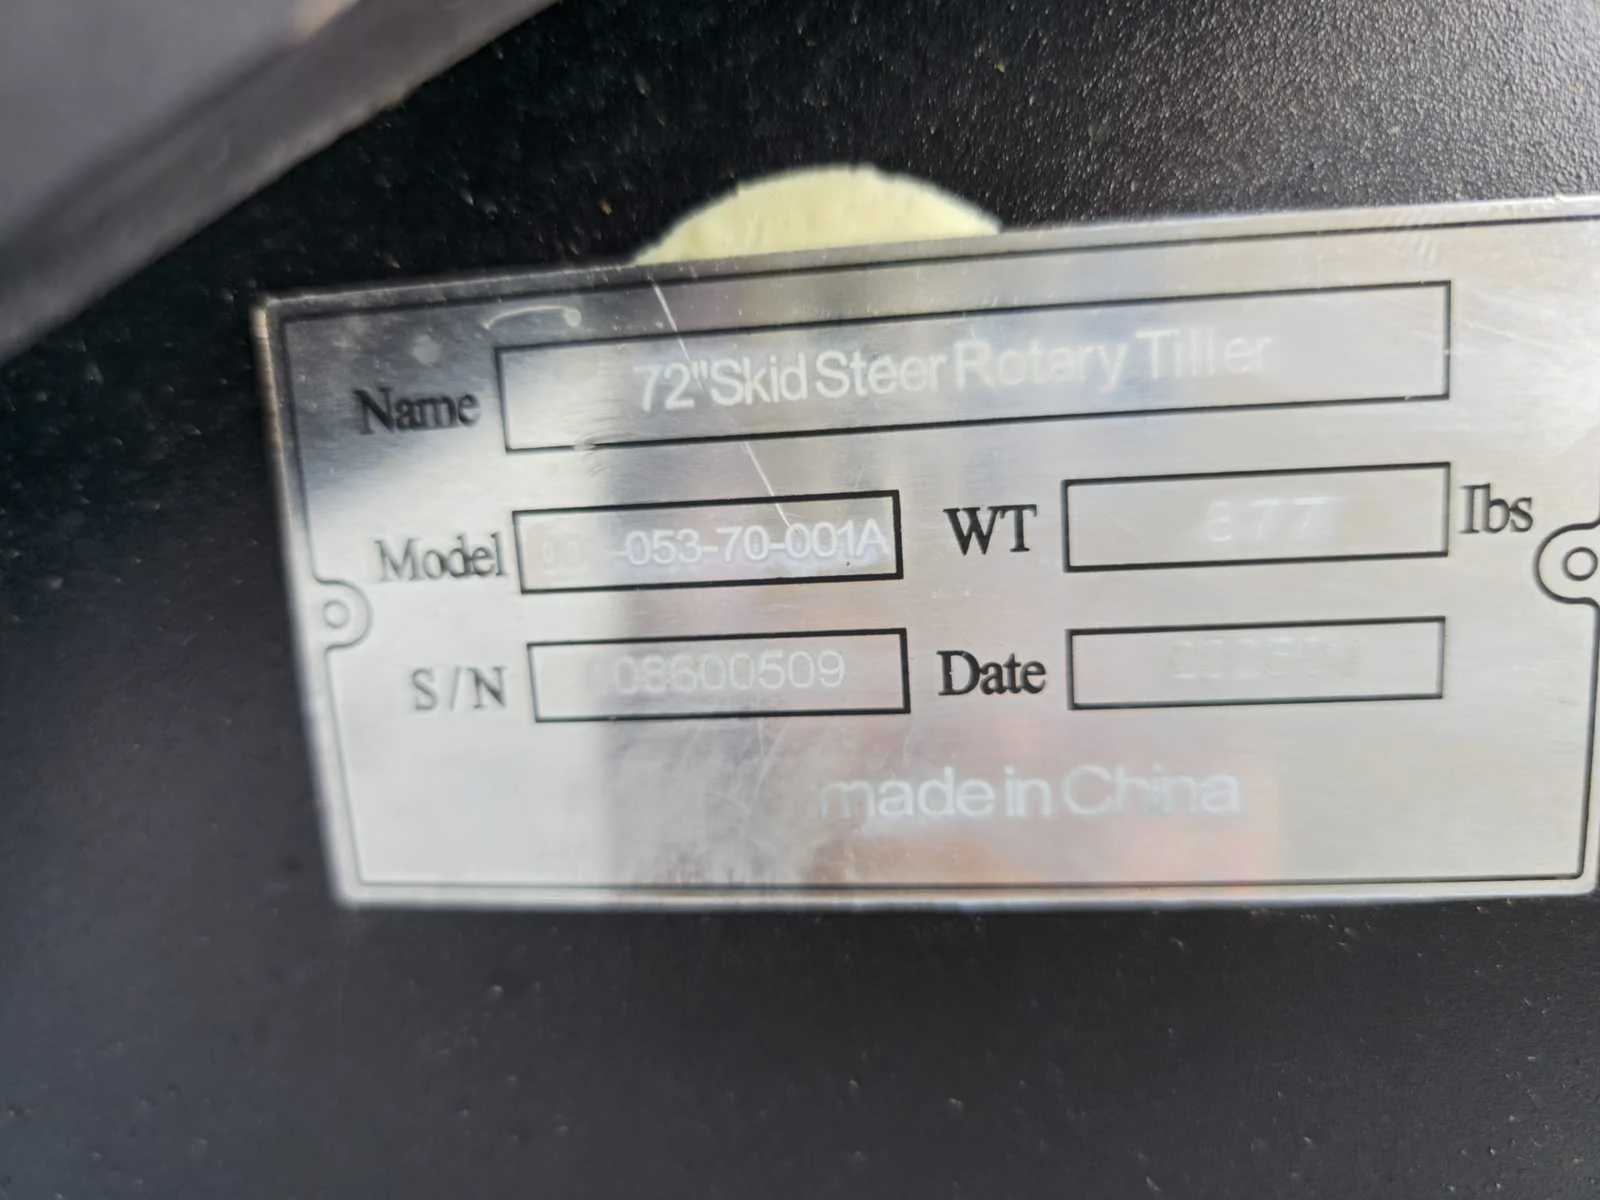 Name 72"Skid Steer Rotary Tiller
Model -053-70-001A WT 877 lbs
S/N 08600509 Date
made in China